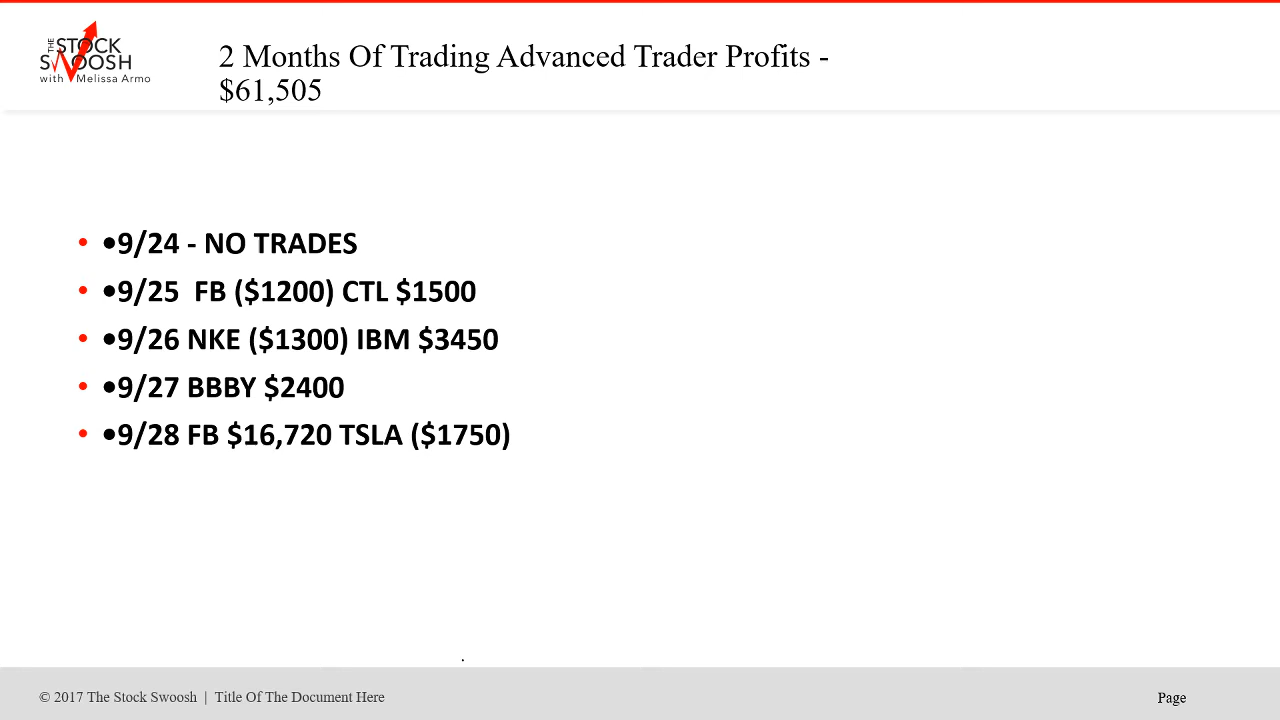 THE STOCK
SWOOSH
with Melissa Armo
2 Months Of Trading Advanced Trader Profits -
$61,505
• •9/24 - NO TRADES
• •9/25  FB ($1200) CTL $1500
• •9/26 NKE ($1300) IBM $3450
• •9/27 BBBY $2400
• •9/28 FB $16,720 TSLA ($1750)
.
© 2017 The Stock Swoosh | Title Of The Document Here
Page